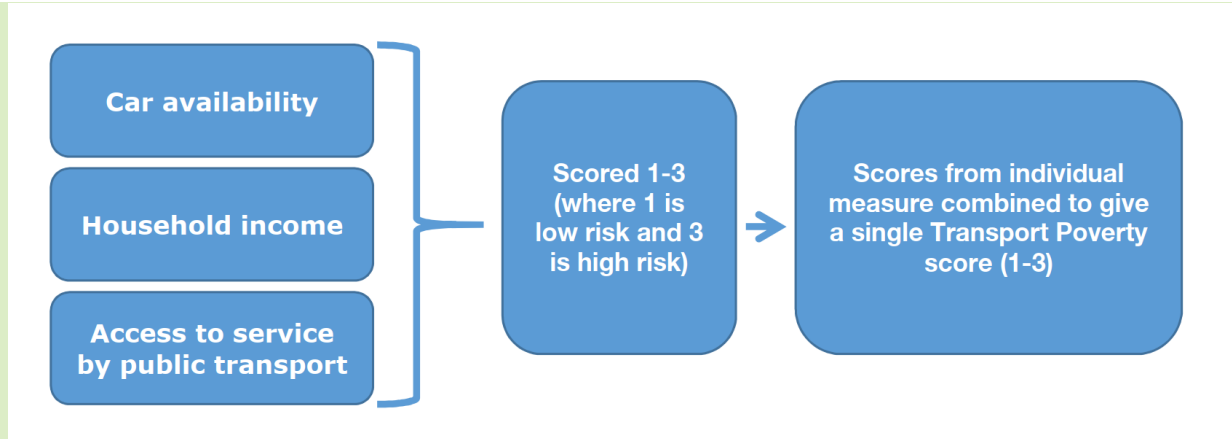 Car availability
Household income
Access to service
by public transport
Scored 1-3
(where 1 is
low risk and 3
is high risk)
Scores from individual
measure combined to give
a single Transport Poverty
score (1-3)